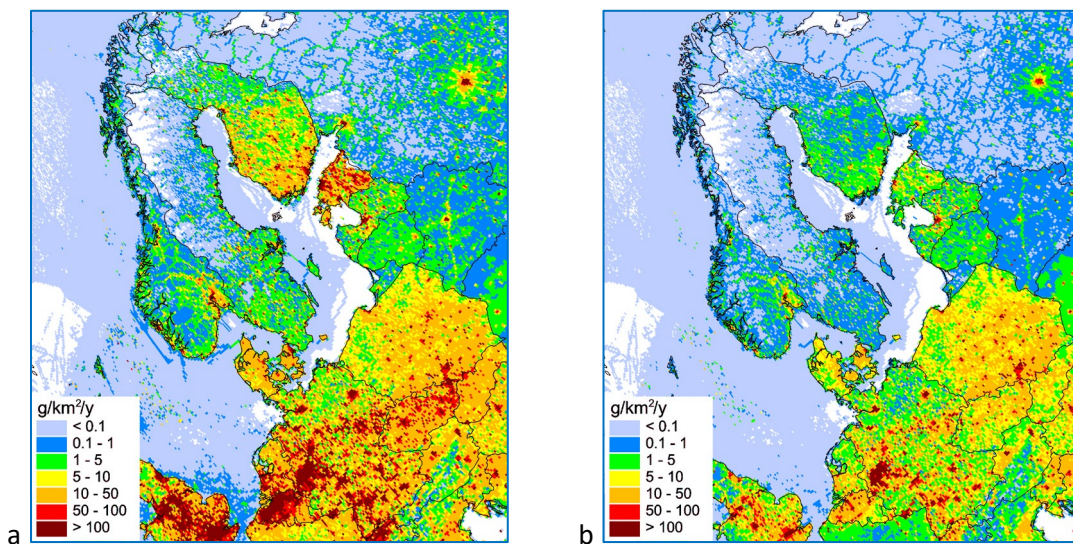 g/km²/y
< 0.1
0.1 - 1
1 - 5
5 - 10
10 - 50
50 - 100
> 100
a
g/km²/y
< 0.1
0.1 - 1
1 - 5
5 - 10
10 - 50
50 - 100
> 100
b